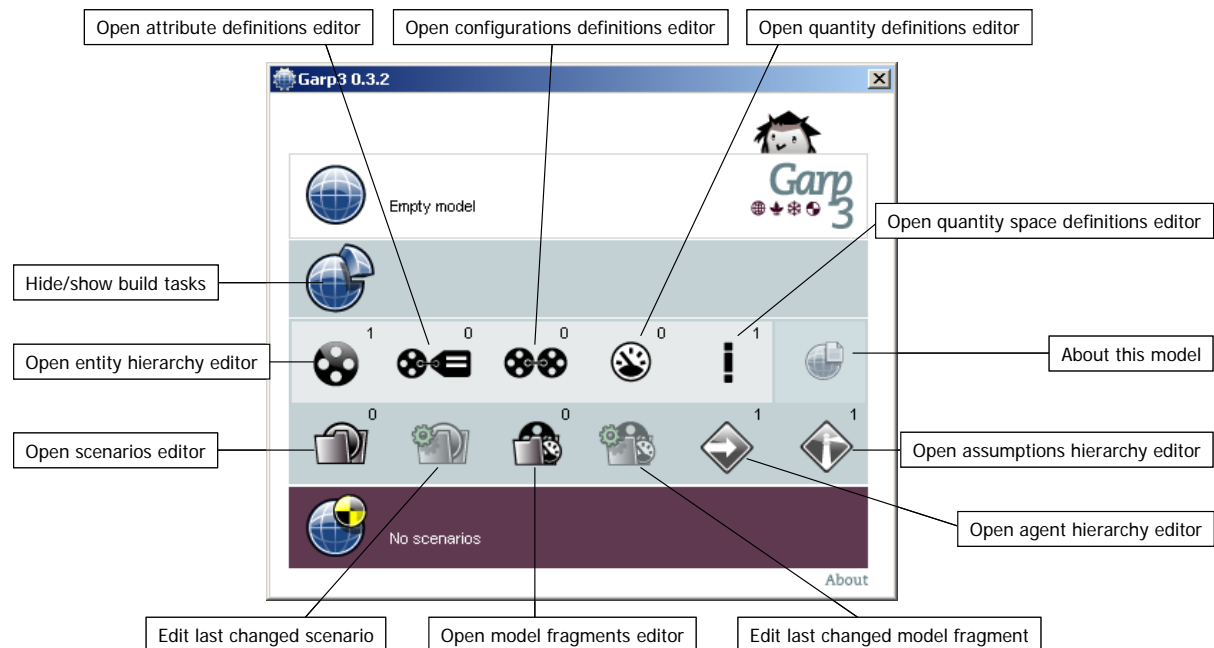 Open attribute definitions editor
Open configurations definitions editor
Open quantity definitions editor
Garp3 0.3.2
Empty model
Garp
3
Open quantity space definitions editor
Hide/show build tasks
1
0
0
0
1
Open entity hierarchy editor
About this model
0
0
1
1
Open scenarios editor
Open assumptions hierarchy editor
Open agent hierarchy editor
No scenarios
About
Edit last changed scenario
Open model fragments editor
Edit last changed model fragment